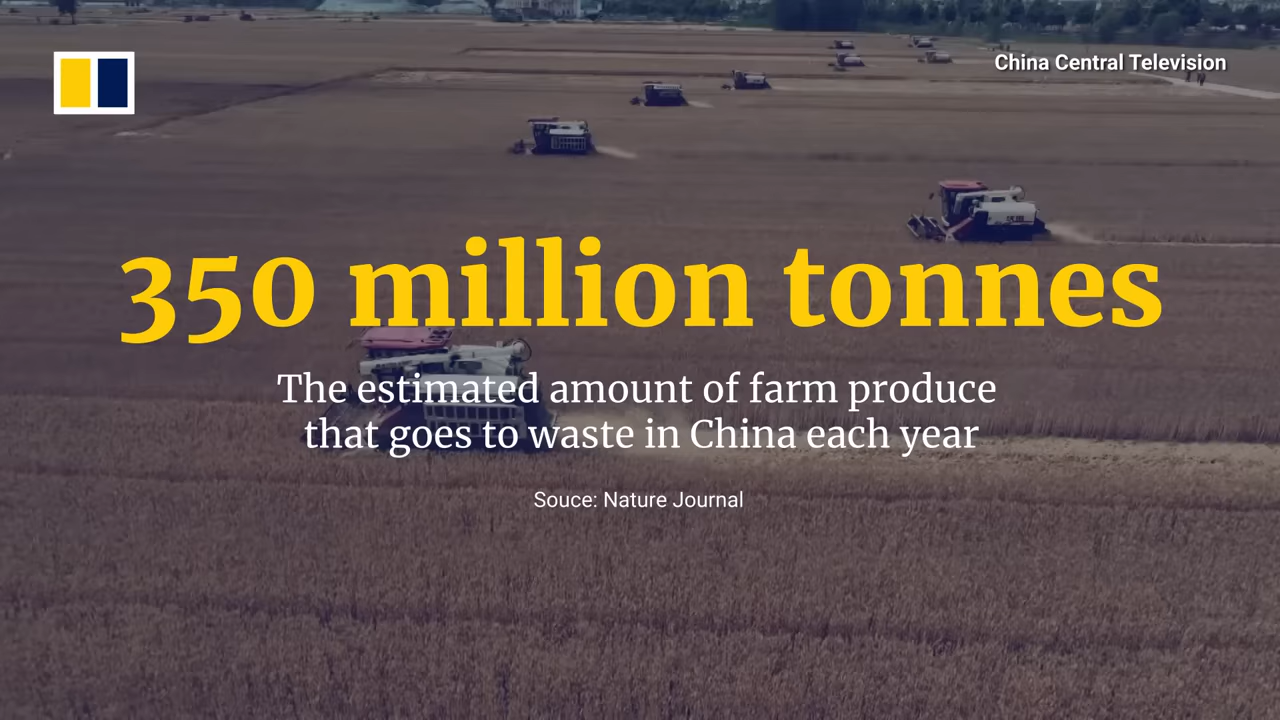 China Central Television
350 million tonnes
The estimated amount of farm produce
that goes to waste in China each year
Souce: Nature Journal